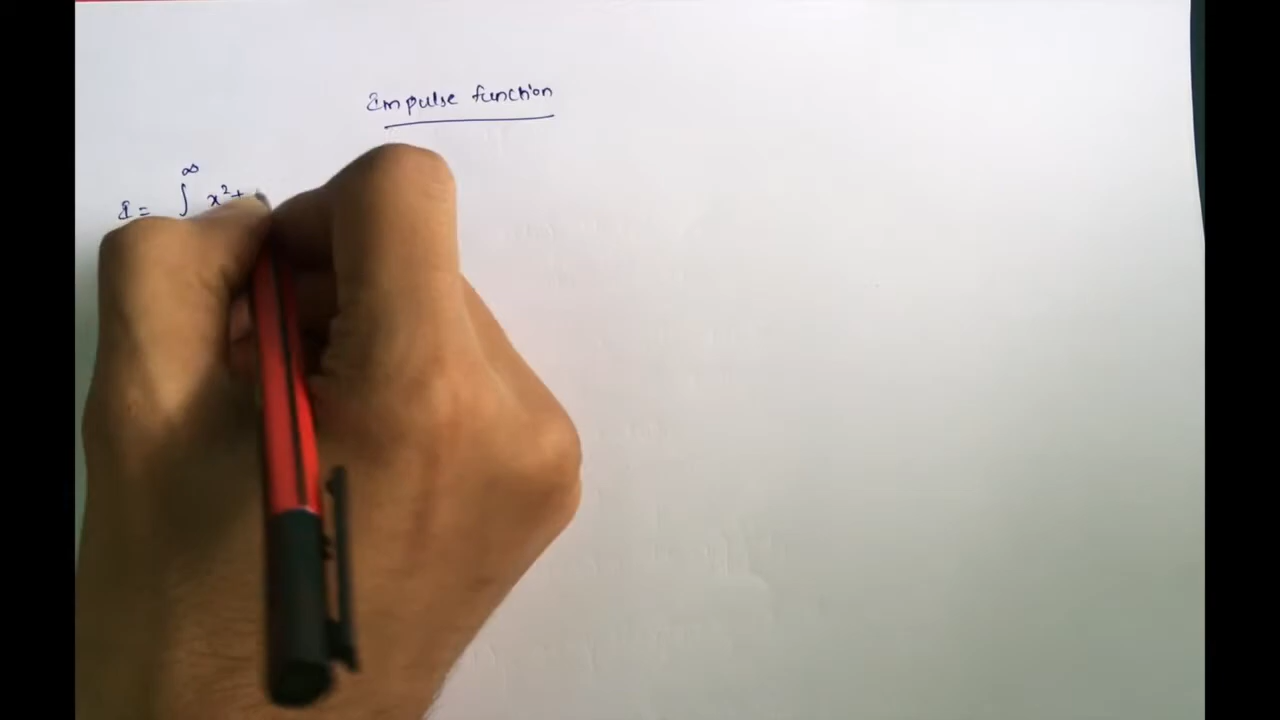 Impulse function
∞
I = ∫ x² +